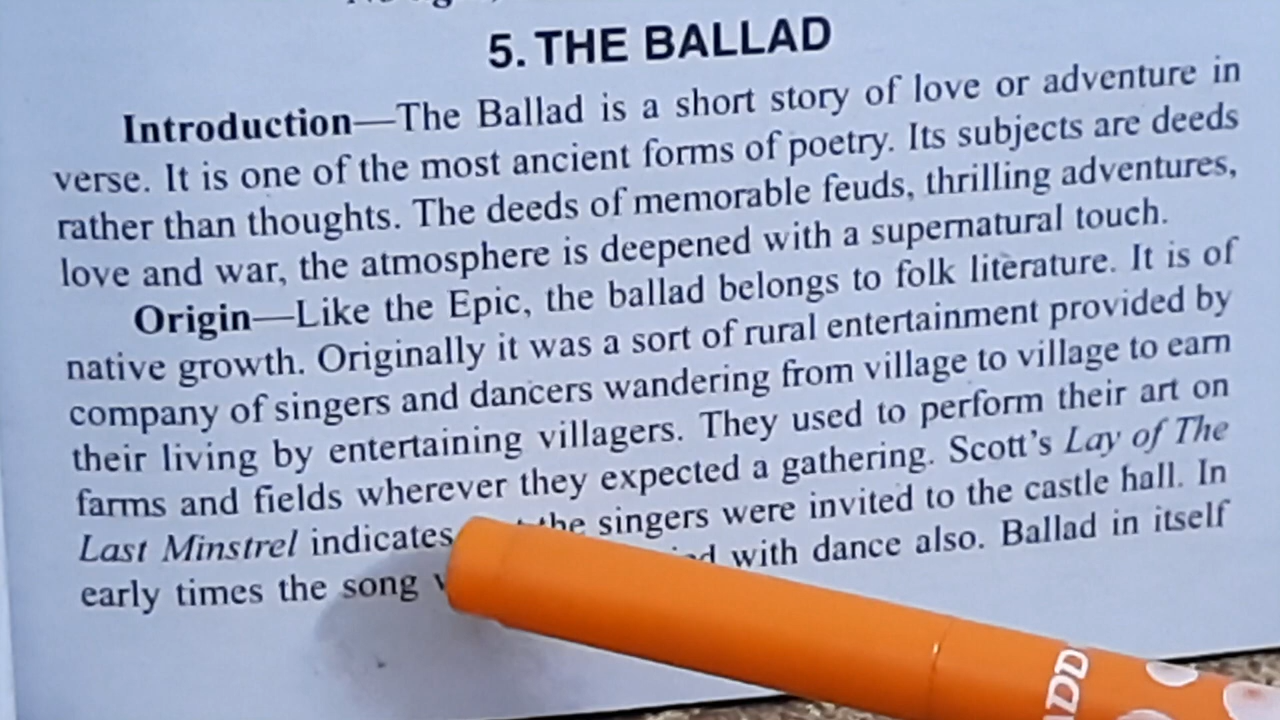 5. THE BALLAD
Introduction—The Ballad is a short story of love or adventure in
verse. It is one of the most ancient forms of poetry. Its subjects are deeds
rather than thoughts. The deeds of memorable feuds, thrilling adventures,
love and war, the atmosphere is deepened with a supernatural touch.
Origin—Like the Epic, the ballad belongs to folk literature. It is of
native growth. Originally it was a sort of rural entertainment provided by
company of singers and dancers wandering from village to village to earn
their living by entertaining villagers. They used to perform their art on
farms and fields wherever they expected a gathering. Scott's Lay of The
Last Minstrel indicates the singers were invited to the castle hall. In
early times the song with dance also. Ballad in itself